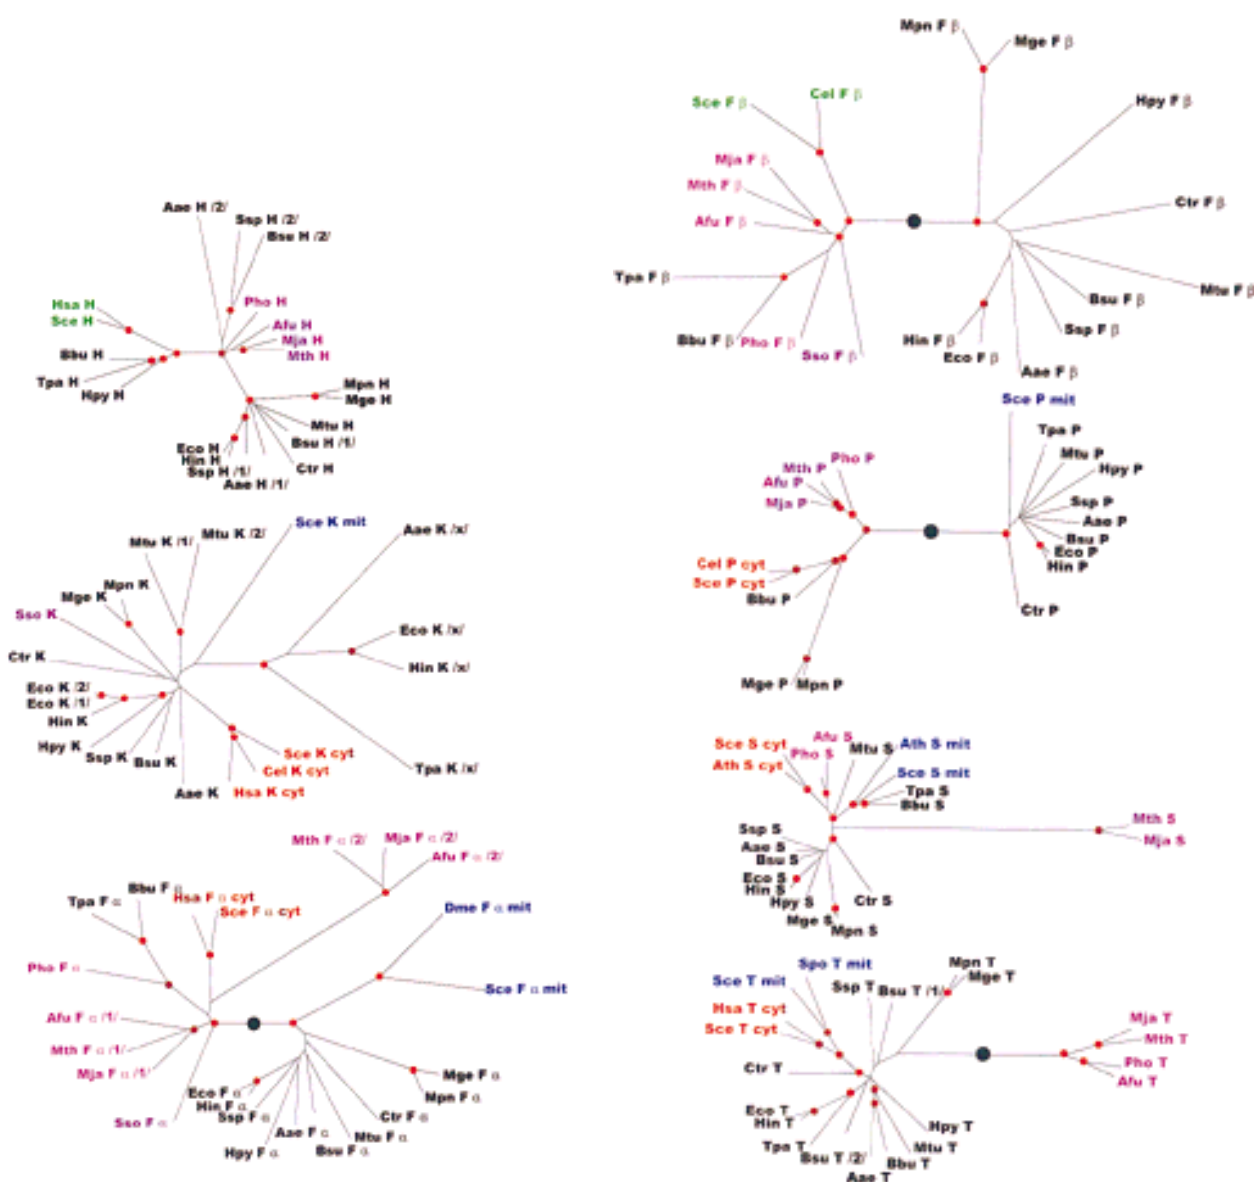 Aae H /2/
Ssp H /2/
Bsu H /2/
Hsa H
Sce H
Pho H
Afu H
Mja H
Mth H
Bbu H
Tpa H
Hpy H
Mpn H
Mge H
Mtu H
Bsu H /1/
Ctr H
Eco H
Hin H
Ssp H /1/
Aae H /1/
Sce K mit
Mtu K /1/
Mtu K /2/
Aae K /x/
Mpn K
Mge K
Sso K
Ctr K
Eco K /x/
Hin K /x/
Eco K /2/
Eco K /1/
Hin K
Hpy K
Ssp K
Bsu K
Aae K
Sce K cyt
Cel K cyt
Hsa K cyt
Tpa K /x/
Mth F α /2/
Mja F α /2/
Afu F α /2/
Bbu F α
Tpa F α
Hsa F α cyt
Sce F α cyt
Dme F α mit
Pho F α
Sce F α mit
Afu F α /1/
Mth F α /1/
Mja F α /1/
Sso F α
Eco F α
Hin F α
Ssp F α
Hpy F α
Aae F α
Bsu F α
Mtu F α
Ctr F α
Mge F α
Mpn F α
Mpn F β
Mge F β
Cel F β
Sce F β
Hpy F β
Mja F β
Mth F β
Afu F β
Ctr F β
Tpa F β
Bbu F β
Pho F β
Sso F β
Mtu F β
Bsu F β
Ssp F β
Hin F β
Eco F β
Aae F β
Sce P mit
Tpa P
Mtu P
Hpy P
Pho P
Mth P
Afu P
Mja P
Ssp P
Aae P
Bsu P
Eco P
Hin P
Cel P cyt
Sce P cyt
Bbu P
Ctr P
Mge P
Mpn P
Afu S
Sce S cyt
Pho S
Mtu S
Ath S mit
Ath S cyt
Sce S mit
Tpa S
Bbu S
Mth S
Mja S
Ssp S
Aae S
Bsu S
Eco S
Hin S
Hpy S
Mge S
Mpn S
Ctr S
Spo T mit
Mpn T
Mge T
Sce T mit
Ssp T
Bsu T /1/
Hsa T cyt
Sce T cyt
Mja T
Mth T
Pho T
Afu T
Ctr T
Eco T
Hin T
Tpa T
Bsu T /2/
Aae T
Bbu T
Mtu T
Hpy T